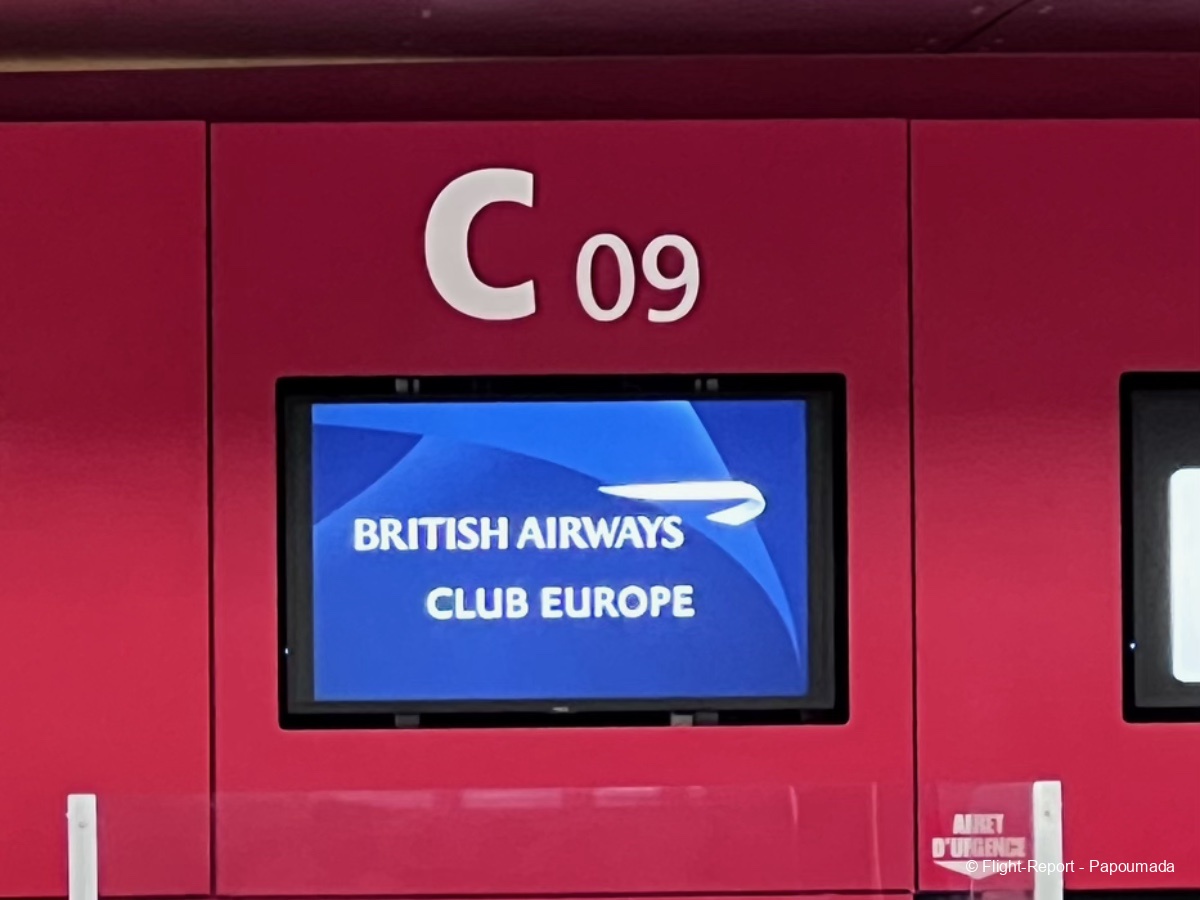 C 09
BRITISH AIRWAYS
CLUB EUROPE
ARRET
D'URGENCE
© Flight-Report - Papoumada